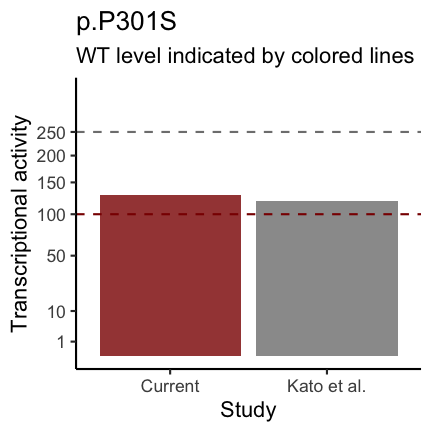 p.P301S
WT level indicated by colored lines
Transcriptional activity
250
200
150
100
50
10
1
Current
Kato et al.
Study